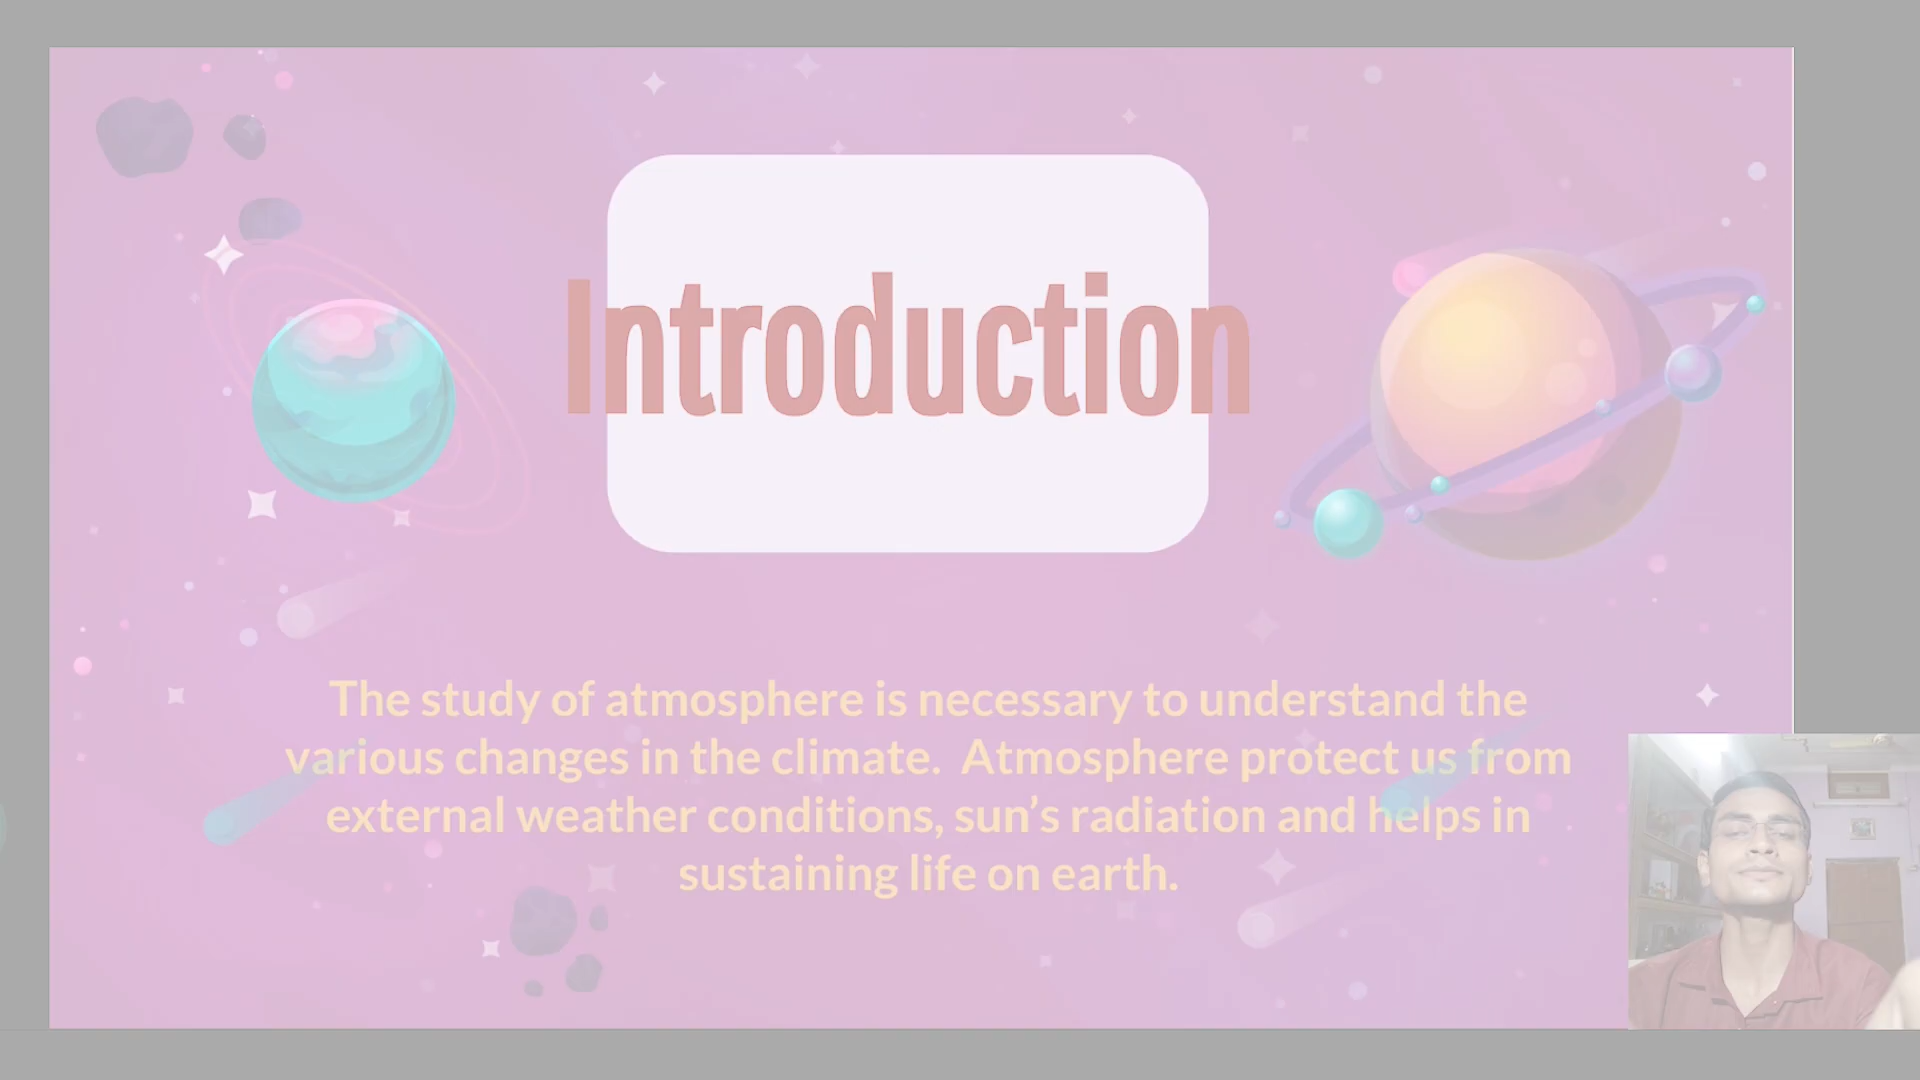 Introduction
The study of atmosphere is necessary to understand the
various changes in the climate.  Atmosphere protect us from
external weather conditions, sun’s radiation and helps in
sustaining life on earth.